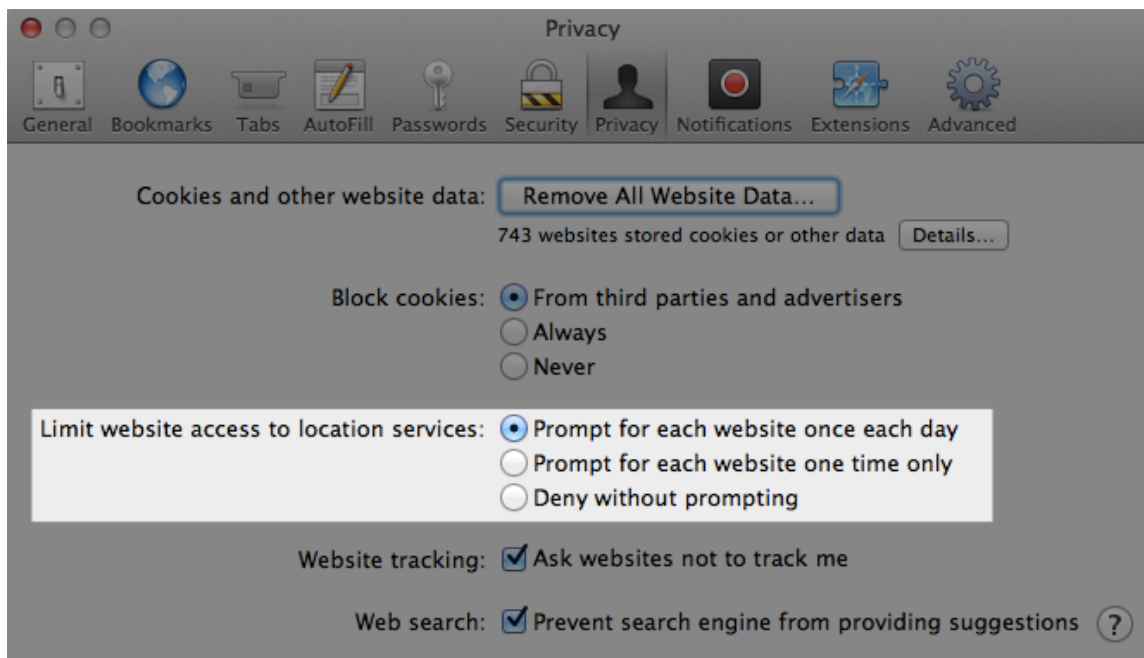 Privacy
General Bookmarks Tabs AutoFill Passwords Security Privacy Notifications Extensions Advanced
Cookies and other website data: Remove All Website Data...
743 websites stored cookies or other data Details...
Block cookies: From third parties and advertisers
Always
Never
Limit website access to location services: Prompt for each website once each day
Prompt for each website one time only
Deny without prompting
Website tracking: Ask websites not to track me
Web search: Prevent search engine from providing suggestions ?